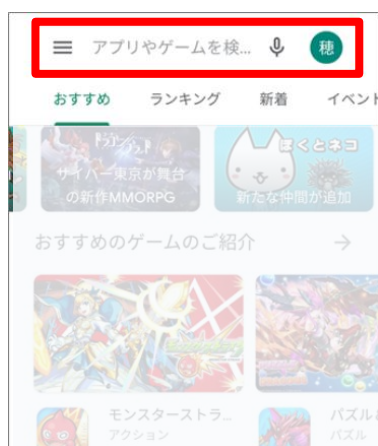 アプリやゲームを検...
穂
おすすめ ランキング 新着 イベント
ぼくとネコ
サイバー東京が舞台
の新作MMORPG
新たな仲間が追加
おすすめのゲームのご紹介
モンスターストラ...
アクション
パズル
パズル